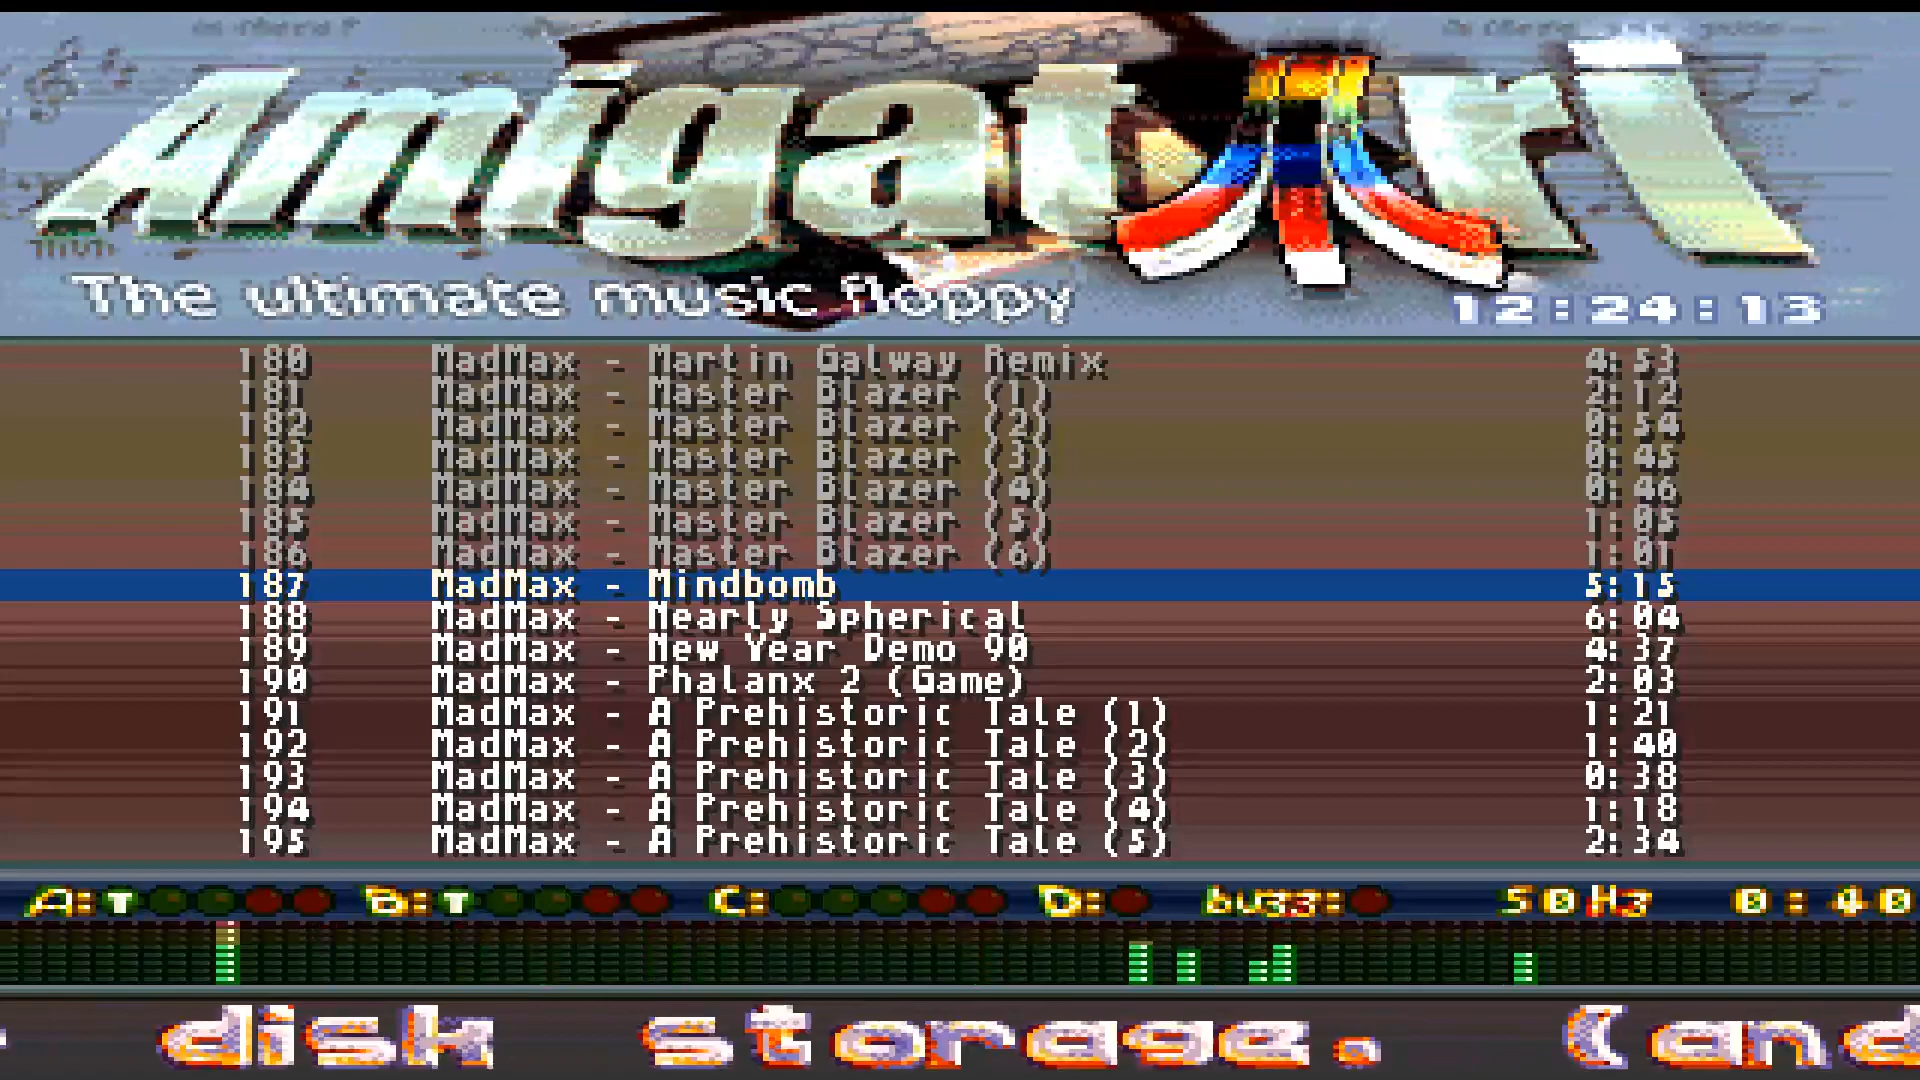 AmigaAtari
The ultimate music floppy
12:24:13
180 MadMax - Martin Galway Remix 4:53
181 MadMax - Master Blazer (1) 2:12
182 MadMax - Master Blazer (2) 0:54
183 MadMax - Master Blazer (3) 0:45
184 MadMax - Master Blazer (4) 0:46
185 MadMax - Master Blazer (5) 1:05
186 MadMax - Master Blazer (6) 1:01
187 MadMax - Mindbomb 5:15
188 MadMax - Nearly Spherical 6:04
189 MadMax - New Year Demo 90 4:37
190 MadMax - Phalanx 2 (Game) 2:03
191 MadMax - A Prehistoric Tale (1) 1:21
192 MadMax - A Prehistoric Tale (2) 1:40
193 MadMax - A Prehistoric Tale (3) 0:38
194 MadMax - A Prehistoric Tale (4) 1:18
195 MadMax - A Prehistoric Tale (5) 2:34
A:T B:T C: D: buzz: 50Hz 0:40
disk storage. (and